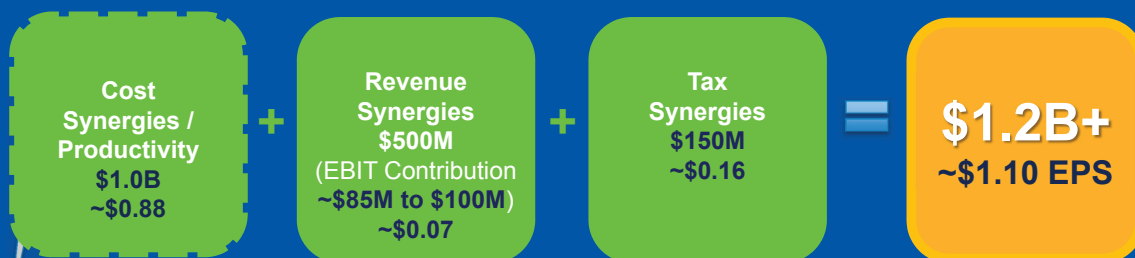 Cost
Synergies /
Productivity
$1.0B
~$0.88
+
Revenue
Synergies
$500M
(EBIT Contribution
~$85M to $100M)
~$0.07
+
Tax
Synergies
$150M
~$0.16
=
$1.2B+
~$1.10 EPS